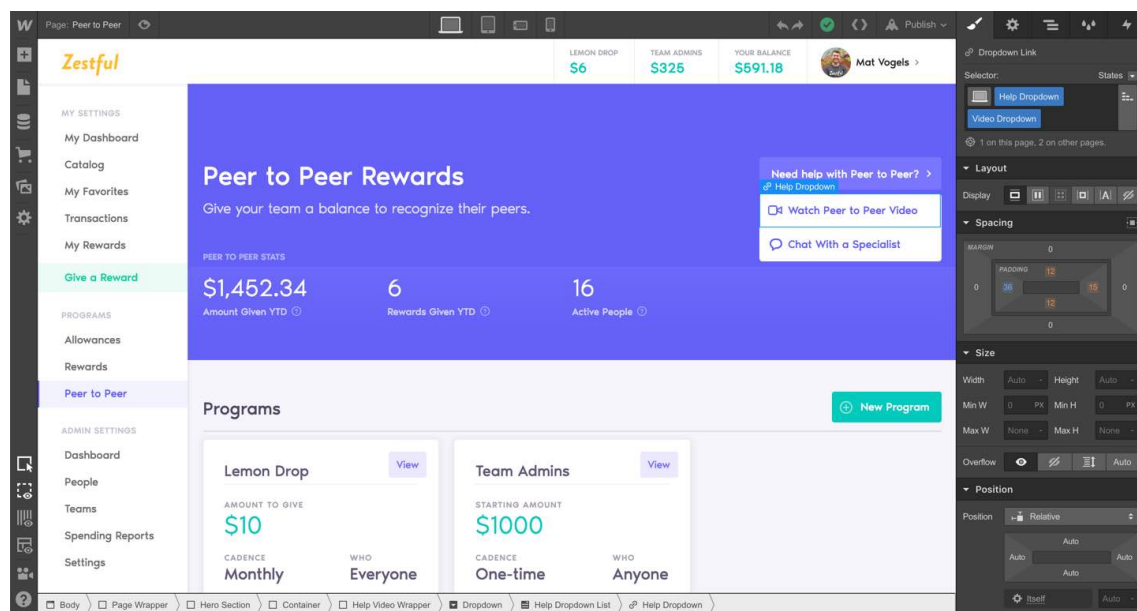 Page: Peer to Peer
Publish
Zestful
LEMON DROP
$6
TEAM ADMINS
$325
YOUR BALANCE
$591.18
Mat Vogels
MY SETTINGS
My Dashboard
Catalog
My Favorites
Transactions
My Rewards
Give a Reward
PROGRAMS
Allowances
Rewards
Peer to Peer
ADMIN SETTINGS
Dashboard
People
Teams
Spending Reports
Settings
Peer to Peer Rewards
Give your team a balance to recognize their peers.
Need help with Peer to Peer? >
Help Dropdown
Watch Peer to Peer Video
Chat With a Specialist
PEER TO PEER STATS
$1,452.34
Amount Given YTD
6
Rewards Given YTD
16
Active People
Programs
New Program
Lemon Drop
View
AMOUNT TO GIVE
$10
CADENCE
Monthly
WHO
Everyone
Team Admins
View
STARTING AMOUNT
$1000
CADENCE
One-time
WHO
Anyone
Body
Page Wrapper
Hero Section
Container
Help Video Wrapper
Dropdown
Help Dropdown List
Help Dropdown
Dropdown Link
Selector:
States
Help Dropdown
Video Dropdown
1 on this page, 2 on other pages.
Layout
Display
Spacing
MARGIN
0
PADDING
12
0
36
15
0
12
0
Size
Width Auto - Height Auto -
Min W 0 PX Min H 0 PX
Max W None - Max H None -
Overflow Auto
Position
Position Relative
Auto
Auto Auto
Auto
Itself Auto -